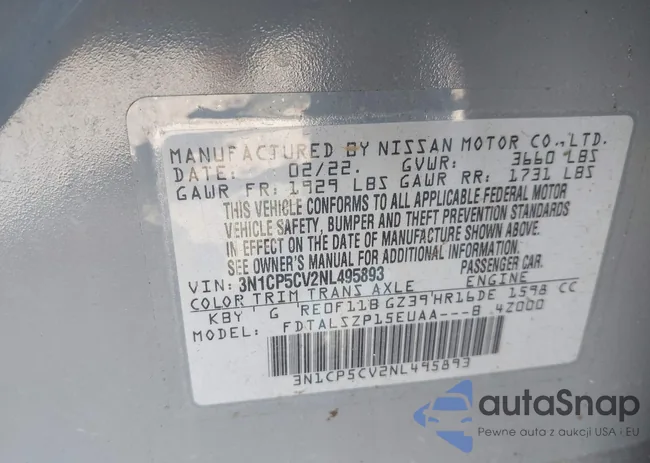 MANUFACTURED BY NISSAN MOTOR CO., LTD.
DATE: 02/22. GVWR: 3660 LBS
GAWR FR: 1929 LBS GAWR RR: 1731 LBS
THIS VEHICLE CONFORMS TO ALL APPLICABLE FEDERAL MOTOR
VEHICLE SAFETY, BUMPER AND THEFT PREVENTION STANDARDS
IN EFFECT ON THE DATE OF MANUFACTURE SHOWN ABOVE.
SEE OWNER'S MANUAL FOR ADDITIONAL INFORMATION.
VIN: 3N1CP5CV2NL495893 PASSENGER CAR.
COLOR TRIM TRANS AXLE ENGINE
KBY G RE0F11B GZ39 HR16DE 1598 CC
MODEL: FDTALSZP15EUAA---B 42000
3N1CP5CV2NL495893
autoSnap
Pewne auta z aukcji USA i EU